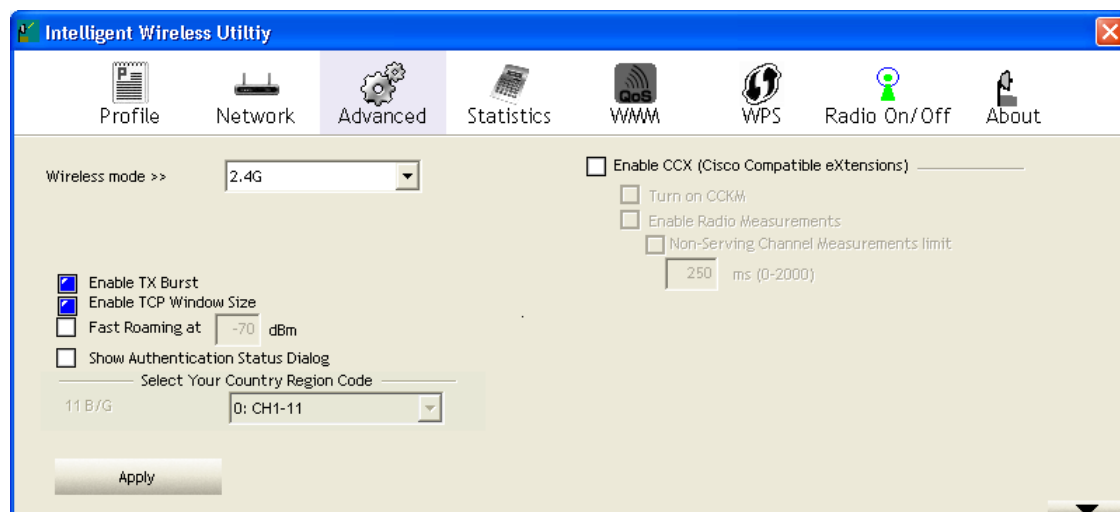 Intelligent Wireless Utiltiy
Profile Network Advanced Statistics QoS WMM WPS Radio On/Off About
Wireless mode >> 2.4G
Enable CCX (Cisco Compatible eXtensions)
Turn on CCKM
Enable Radio Measurements
Non-Serving Channel Measurements limit
250 ms (0-2000)
Enable TX Burst
Enable TCP Window Size
Fast Roaming at -70 dBm
Show Authentication Status Dialog
Select Your Country Region Code
11 B/G 0: CH1-11
Apply